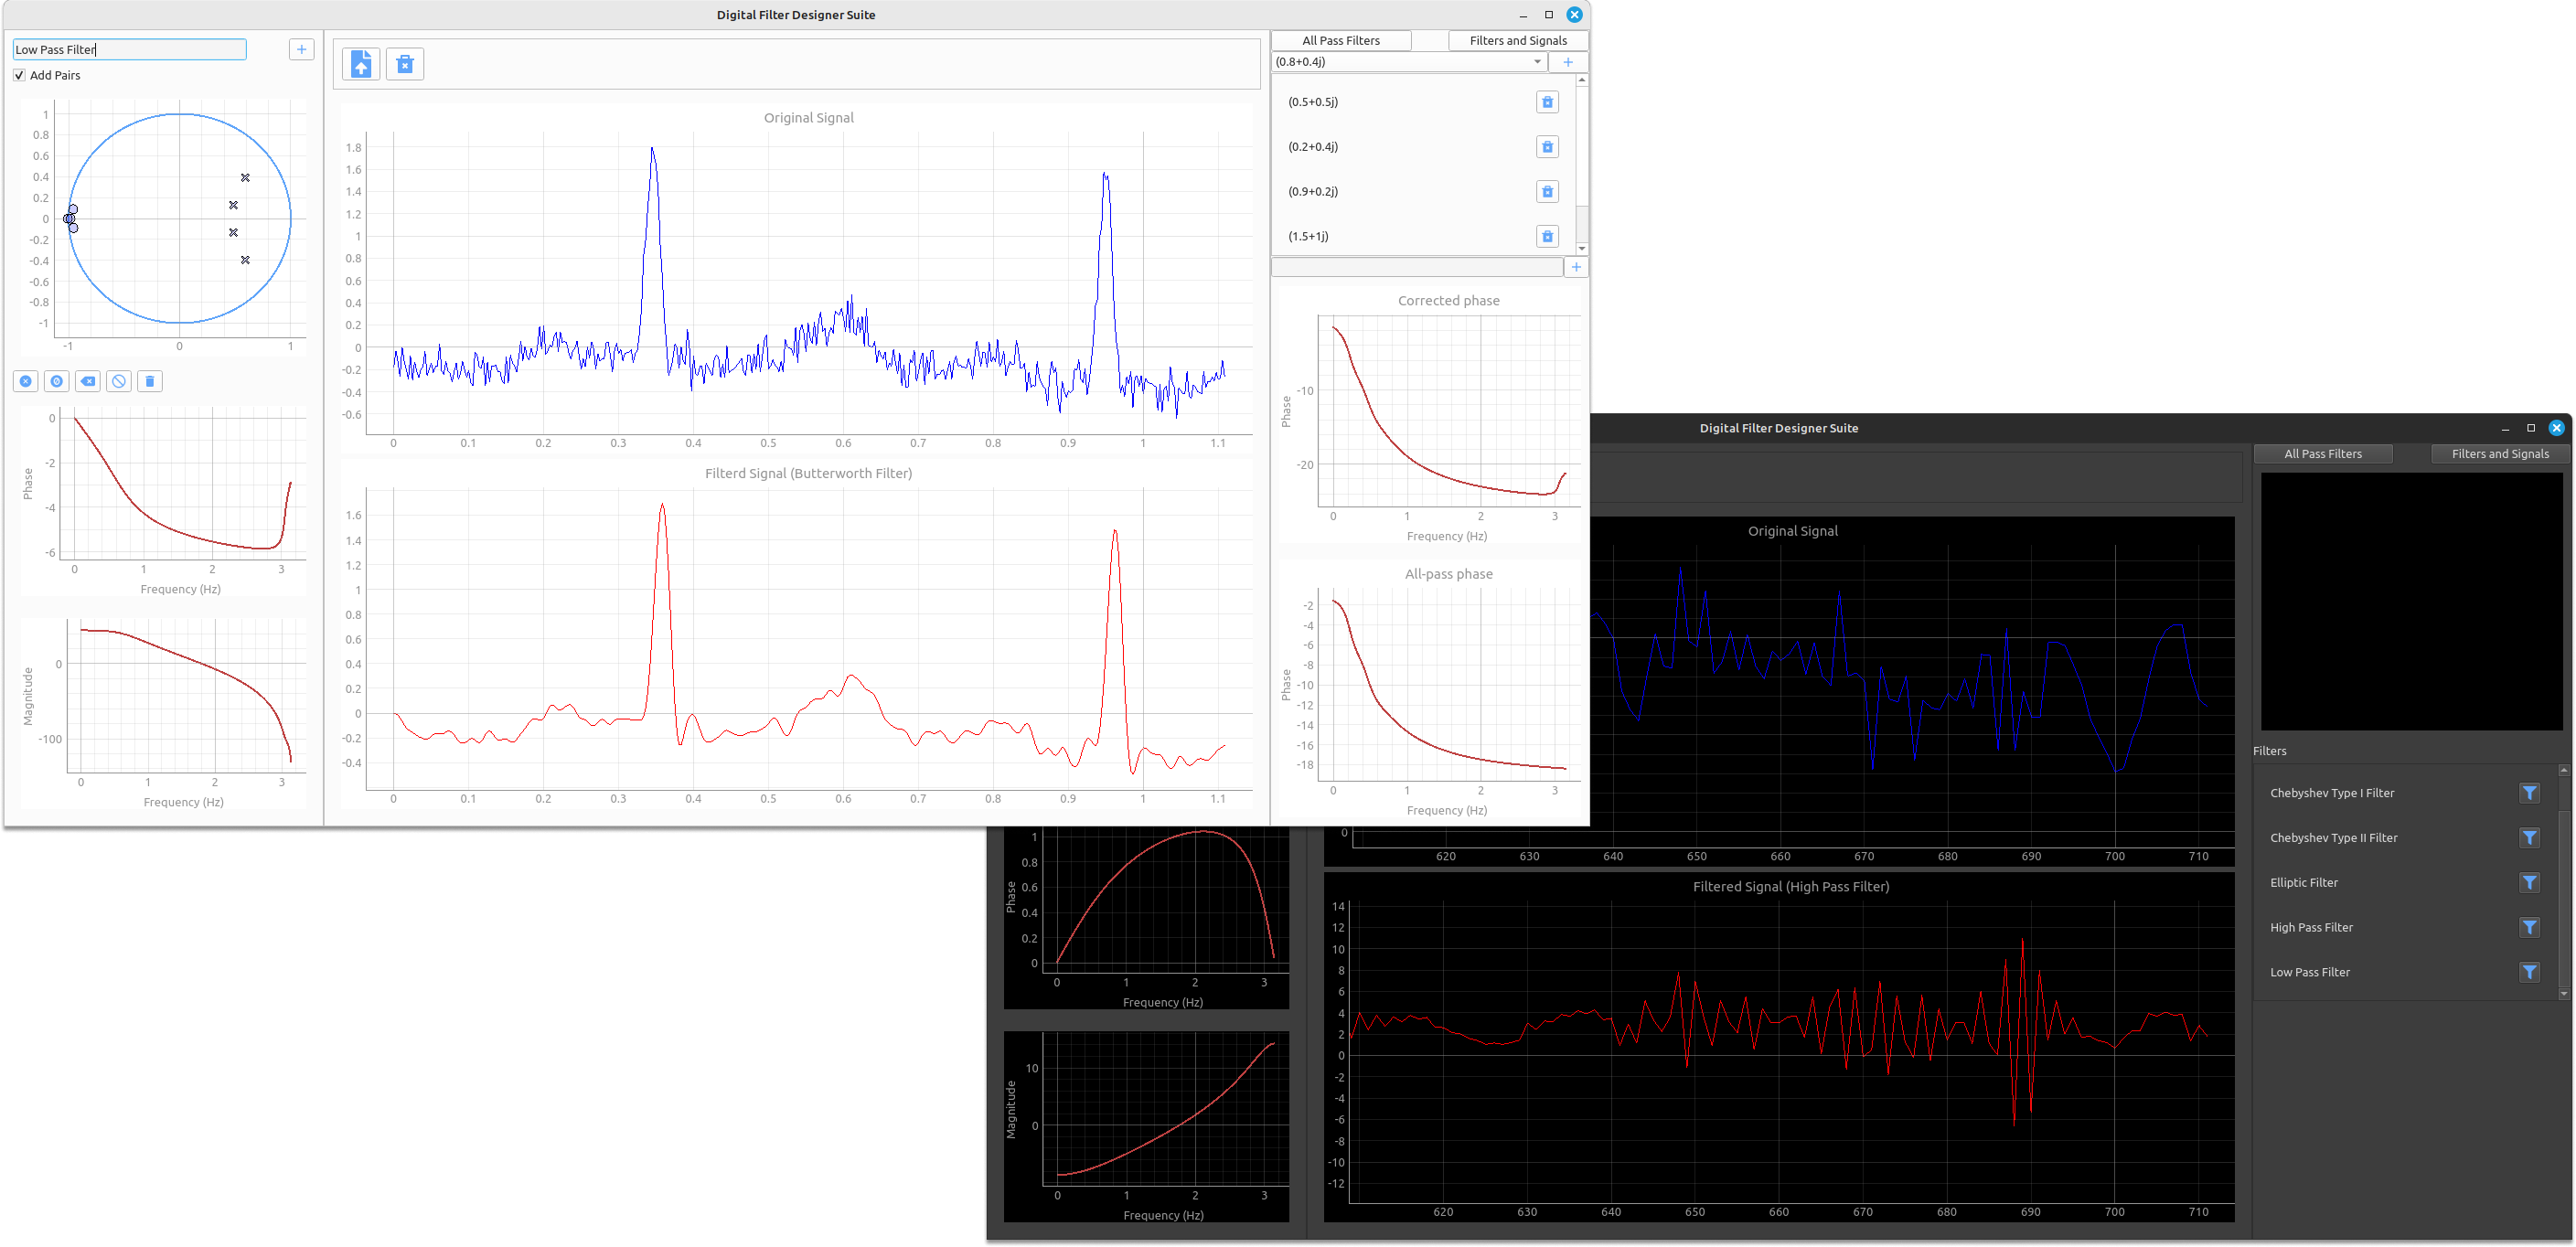 Digital Filter Designer Suite
Low Pass Filter
Add Pairs
1
0.8
0.6
0.4
0.2
0
-0.2
-0.4
-0.6
-0.8
-1
-1 0 1
0
-2
-4
-6
Phase
0 1 2 3
Frequency (Hz)
0
-100
Magnitude
0 1 2 3
Frequency (Hz)
Original Signal
1.8
1.6
1.4
1.2
1
0.8
0.6
0.4
0.2
0
-0.2
-0.4
-0.6
0 0.1 0.2 0.3 0.4 0.5 0.6 0.7 0.8 0.9 1 1.1
Filterd Signal (Butterworth Filter)
1.6
1.4
1.2
1
0.8
0.6
0.4
0.2
0
-0.2
-0.4
0 0.1 0.2 0.3 0.4 0.5 0.6 0.7 0.8 0.9 1 1.1
All Pass Filters Filters and Signals
(0.8+0.4j)
(0.5+0.5j)
(0.2+0.4j)
(0.9+0.2j)
(1.5+1j)
Corrected phase
-10
-20
Phase
0 1 2 3
Frequency (Hz)
All-pass phase
-2
-4
-6
-8
-10
-12
-14
-16
-18
Phase
0 1 2 3
Frequency (Hz)
Digital Filter Designer Suite
1
0.8
0.6
0.4
0.2
0
Phase
0 1 2 3
Frequency (Hz)
10
0
Magnitude
0 1 2 3
Frequency (Hz)
Original Signal
0
620 630 640 650 660 670 680 690 700 710
Filtered Signal (High Pass Filter)
14
12
10
8
6
4
2
0
-2
-4
-6
-8
-10
-12
620 630 640 650 660 670 680 690 700 710
All Pass Filters Filters and Signals
Filters
Chebyshev Type I Filter
Chebyshev Type II Filter
Elliptic Filter
High Pass Filter
Low Pass Filter